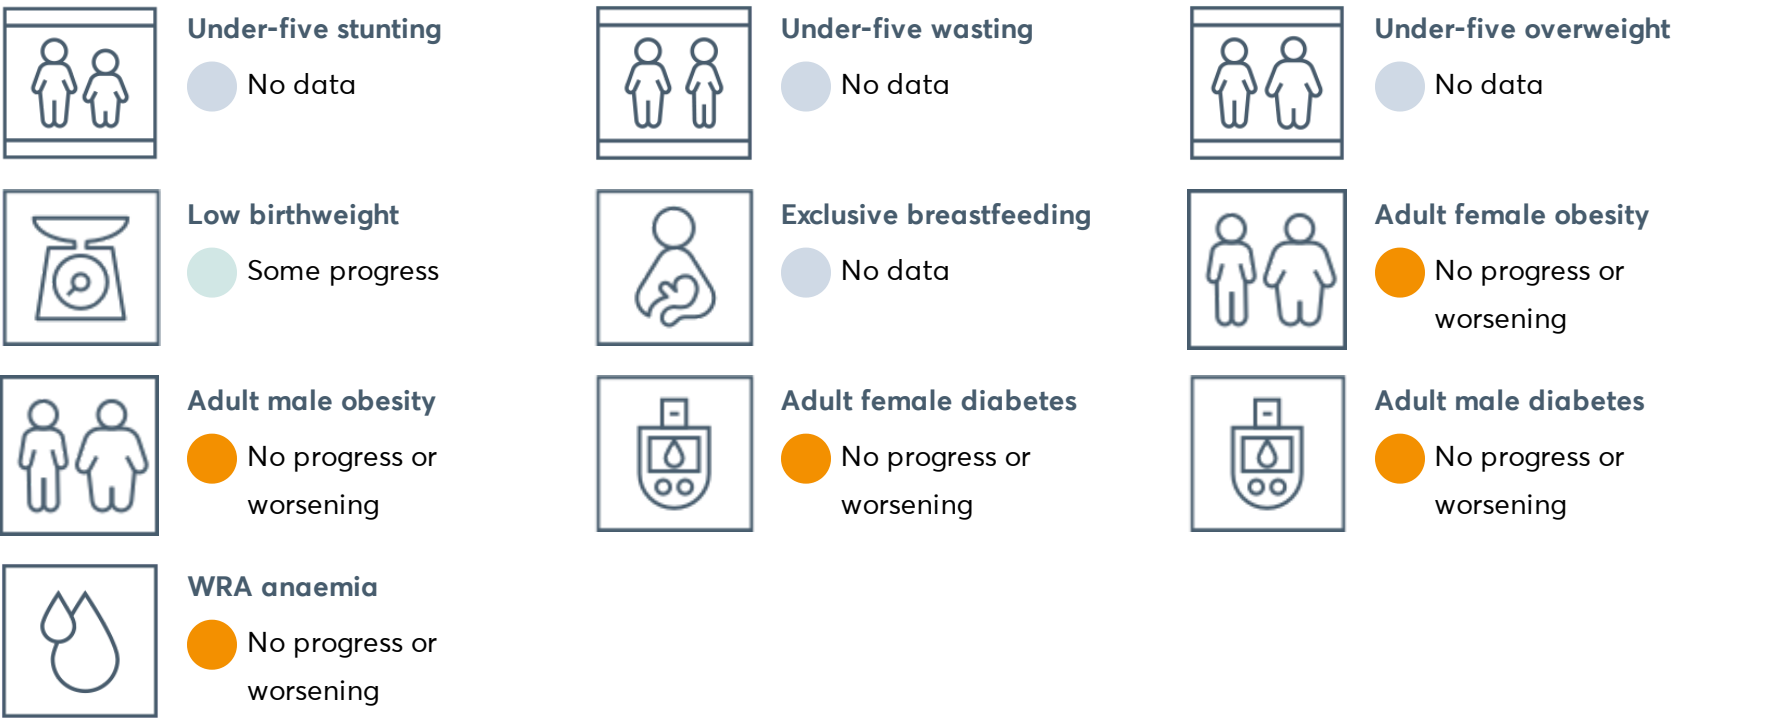 Under-five stunting
No data
Under-five wasting
No data
Under-five overweight
No data
Low birthweight
Some progress
Exclusive breastfeeding
No data
Adult female obesity
No progress or
worsening
Adult male obesity
No progress or
worsening
Adult female diabetes
No progress or
worsening
Adult male diabetes
No progress or
worsening
WRA anaemia
No progress or
worsening